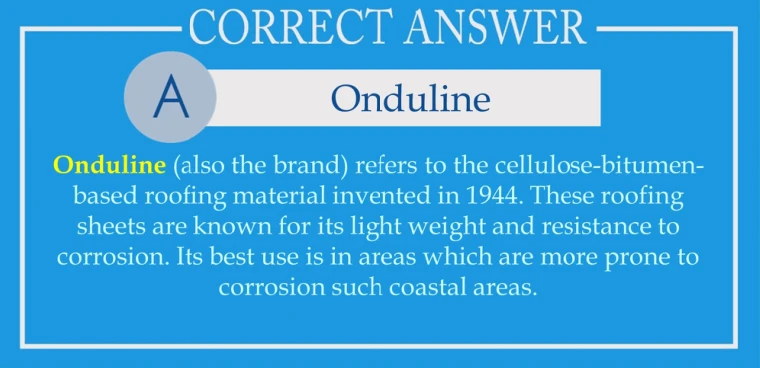 CORRECT ANSWER
A
Onduline
Onduline (also the brand) refers to the cellulose-bitumen-
based roofing material invented in 1944. These roofing
sheets are known for its light weight and resistance to
corrosion. Its best use is in areas which are more prone to
corrosion such coastal areas.